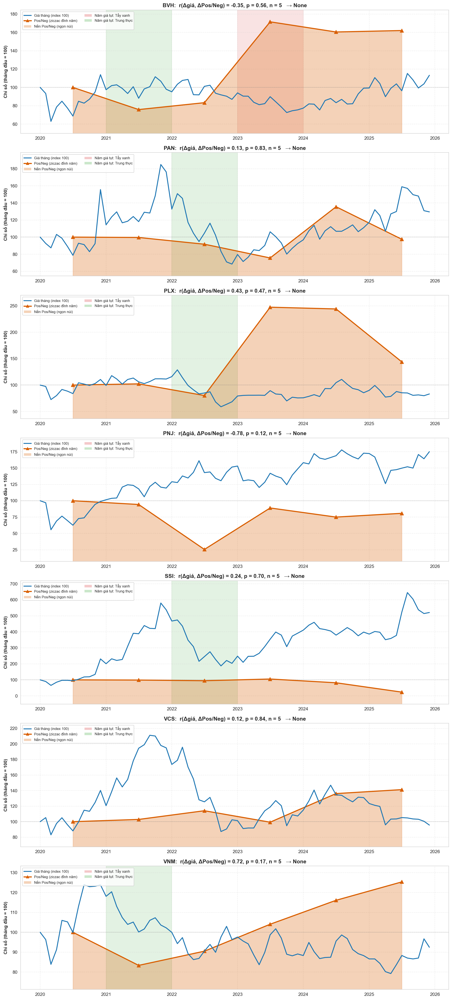 BVH: r(Δgiá, ΔPos/Neg) = -0.35, p = 0.56, n = 5 → None
Giá tháng (index 100)
Pos/Neg (ziczac đỉnh năm)
Nền Pos/Neg (ngọn núi)
Năm giá tụt: Tẩy xanh
Năm giá tụt: Trung thực
Chỉ số (tháng đầu = 100)
180
160
140
120
100
80
60
2020 2021 2022 2023 2024 2025 2026
PAN: r(Δgiá, ΔPos/Neg) = 0.13, p = 0.83, n = 5 → None
Giá tháng (index 100)
Pos/Neg (ziczac đỉnh năm)
Nền Pos/Neg (ngọn núi)
Năm giá tụt: Tẩy xanh
Năm giá tụt: Trung thực
Chỉ số (tháng đầu = 100)
180
160
140
120
100
80
60
2020 2021 2022 2023 2024 2025 2026
PLX: r(Δgiá, ΔPos/Neg) = 0.43, p = 0.47, n = 5 → None
Giá tháng (index 100)
Pos/Neg (ziczac đỉnh năm)
Nền Pos/Neg (ngọn núi)
Năm giá tụt: Tẩy xanh
Năm giá tụt: Trung thực
Chỉ số (tháng đầu = 100)
250
200
150
100
50
2020 2021 2022 2023 2024 2025 2026
PNJ: r(Δgiá, ΔPos/Neg) = -0.78, p = 0.12, n = 5 → None
Giá tháng (index 100)
Pos/Neg (ziczac đỉnh năm)
Nền Pos/Neg (ngọn núi)
Năm giá tụt: Tẩy xanh
Năm giá tụt: Trung thực
Chỉ số (tháng đầu = 100)
175
150
125
100
75
50
25
2020 2021 2022 2023 2024 2025 2026
SSI: r(Δgiá, ΔPos/Neg) = 0.24, p = 0.70, n = 5 → None
Giá tháng (index 100)
Pos/Neg (ziczac đỉnh năm)
Nền Pos/Neg (ngọn núi)
Năm giá tụt: Tẩy xanh
Năm giá tụt: Trung thực
Chỉ số (tháng đầu = 100)
700
600
500
400
300
200
100
0
2020 2021 2022 2023 2024 2025 2026
VCS: r(Δgiá, ΔPos/Neg) = 0.12, p = 0.84, n = 5 → None
Giá tháng (index 100)
Pos/Neg (ziczac đỉnh năm)
Nền Pos/Neg (ngọn núi)
Năm giá tụt: Tẩy xanh
Năm giá tụt: Trung thực
Chỉ số (tháng đầu = 100)
220
200
180
160
140
120
100
80
2020 2021 2022 2023 2024 2025 2026
VNM: r(Δgiá, ΔPos/Neg) = 0.72, p = 0.17, n = 5 → None
Giá tháng (index 100)
Pos/Neg (ziczac đỉnh năm)
Nền Pos/Neg (ngọn núi)
Năm giá tụt: Tẩy xanh
Năm giá tụt: Trung thực
Chỉ số (tháng đầu = 100)
130
120
110
100
90
80
2020 2021 2022 2023 2024 2025 2026